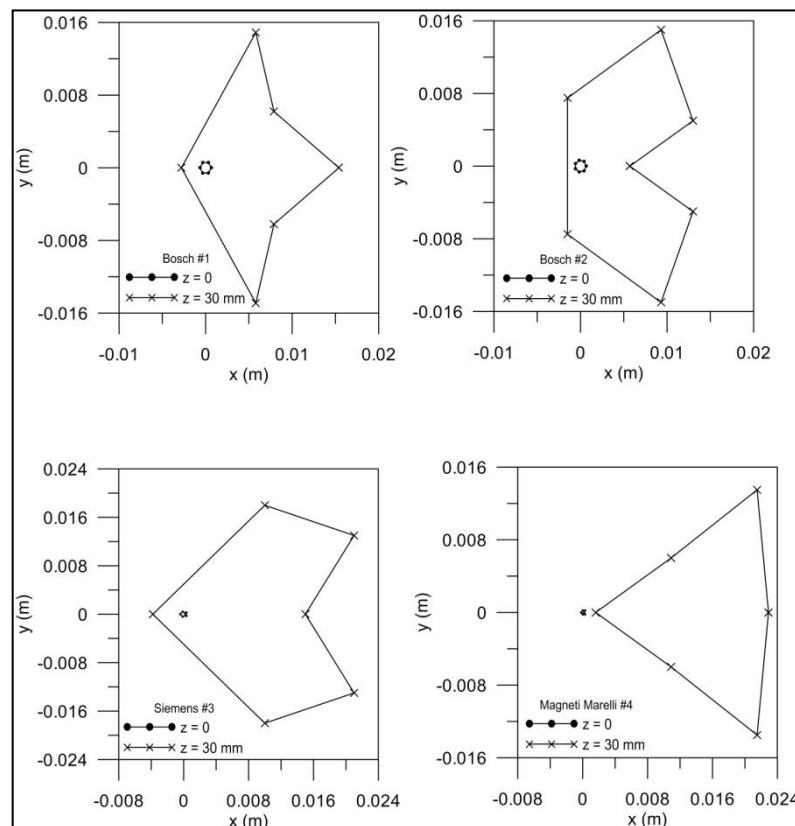 0.016
0.008
0
-0.008
-0.016
y (m)
Bosch #1
z = 0
z = 30 mm
-0.01 0 0.01 0.02
x (m)
0.016
0.008
0
-0.008
-0.016
y (m)
Bosch #2
z = 0
z = 30 mm
-0.01 0 0.01 0.02
x (m)
0.024
0.016
0.008
0
-0.008
-0.016
-0.024
y (m)
Siemens #3
z = 0
z = 30 mm
-0.008 0 0.008 0.016 0.024
x (m)
0.016
0.008
0
-0.008
-0.016
y (m)
Magneti Marelli #4
z = 0
z = 30 mm
-0.008 0 0.008 0.016 0.024
x (m)